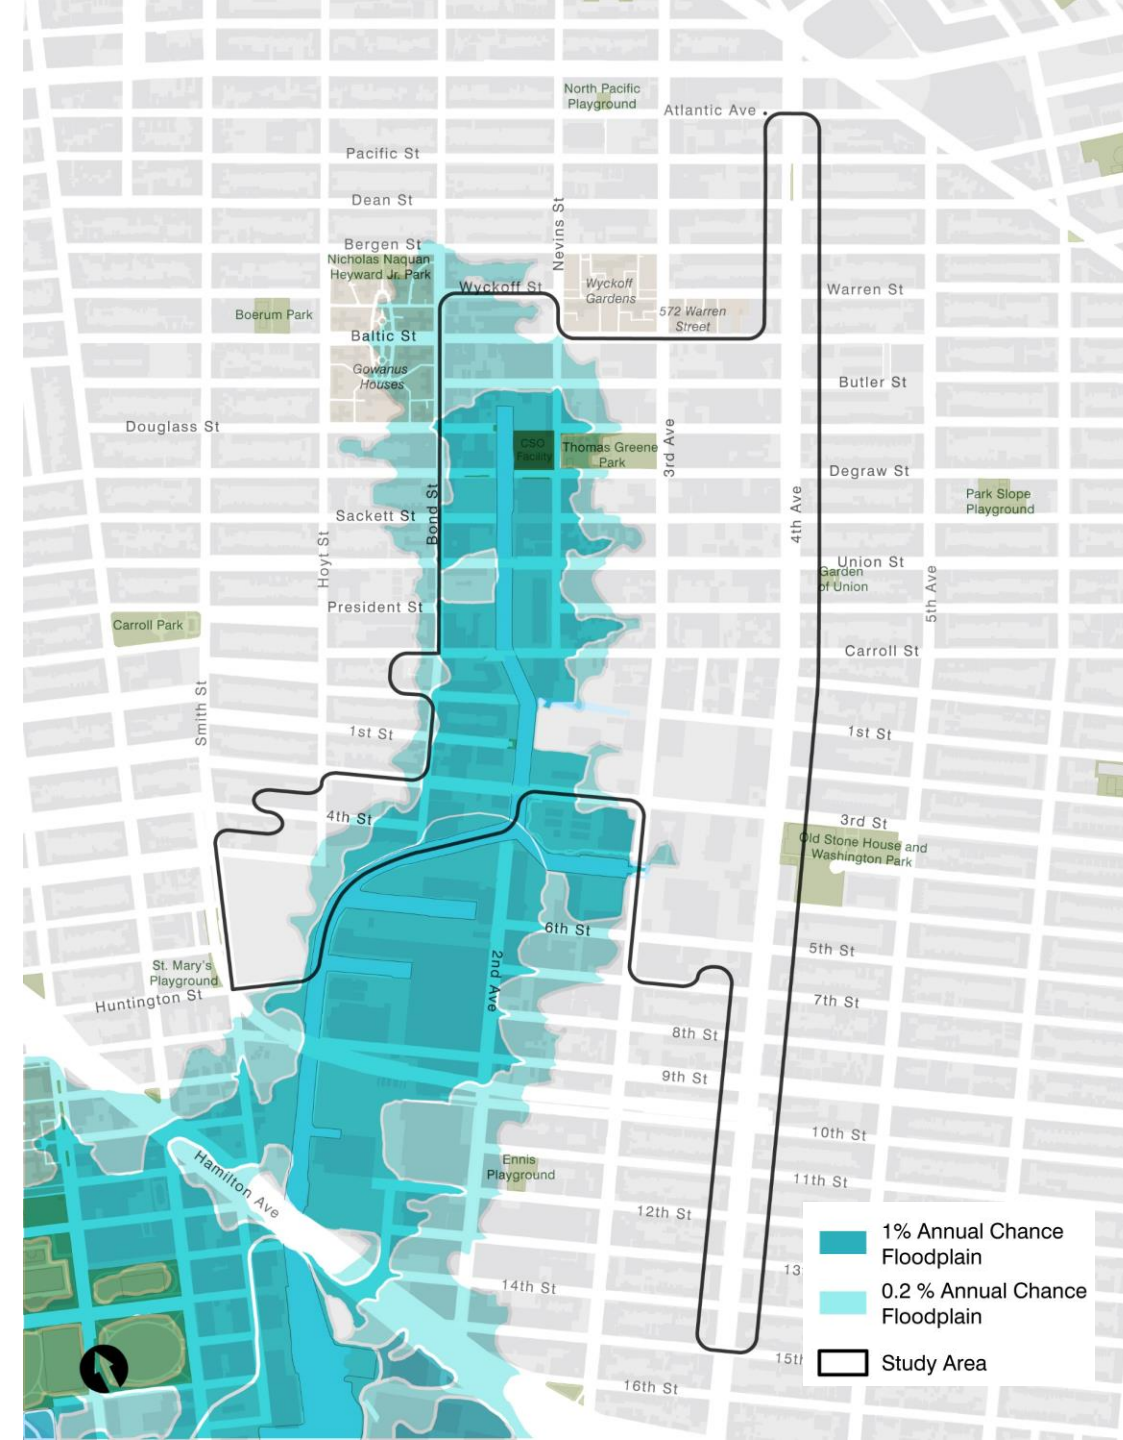 North Pacific
Playground
Atlantic Ave
Pacific St
Dean St
Nevins St
Bergen St
Nicholas Naquan
Heyward Jr. Park
Wyckoff St
Wyckoff
Gardens
Warren St
572 Warren
Street
Boerum Park
Baltic St
Gowanus
Houses
Butler St
Douglass St
CSO
Facility
Thomas Greene
Park
3rd Ave
Degraw St
Park Slope
Playground
Bond St
4th Ave
Sackett St
Hoyt St
Union St
Garden
of Union
5th Ave
President St
Carroll Park
Carroll St
Smith St
1st St
1st St
4th St
3rd St
Old Stone House and
Washington Park
6th St
5th St
2nd Ave
St. Mary's
Playground
Huntington St
7th St
8th St
9th St
10th St
Ennis
Playground
11th St
Hamilton Ave
12th St
13
14th St
15th
16th St
1% Annual Chance
Floodplain
0.2 % Annual Chance
Floodplain
Study Area